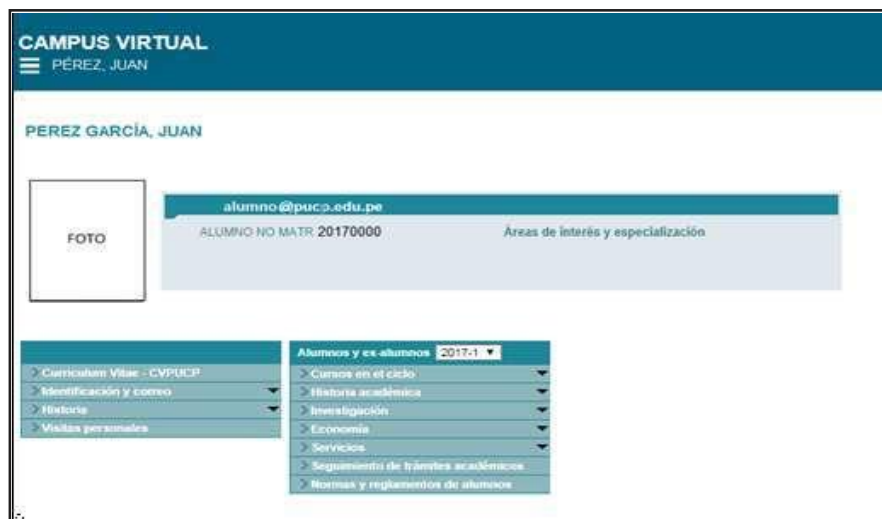 CAMPUS VIRTUAL
PÉREZ, JUAN
PEREZ GARCÍA, JUAN
FOTO
alumno@pucp.edu.pe
ALUMNO NO MATR 20170000 Áreas de interés y especialización
Curriculum Vitae - CVPUCP
Identificación y correo
Historia
Visitas personales
Alumnos y ex-alumnos 2017-1
Cursos en el ciclo
Historia académica
Investigación
Economía
Servicios
Seguimiento de trámites académicos
Normas y reglamentos de alumnos